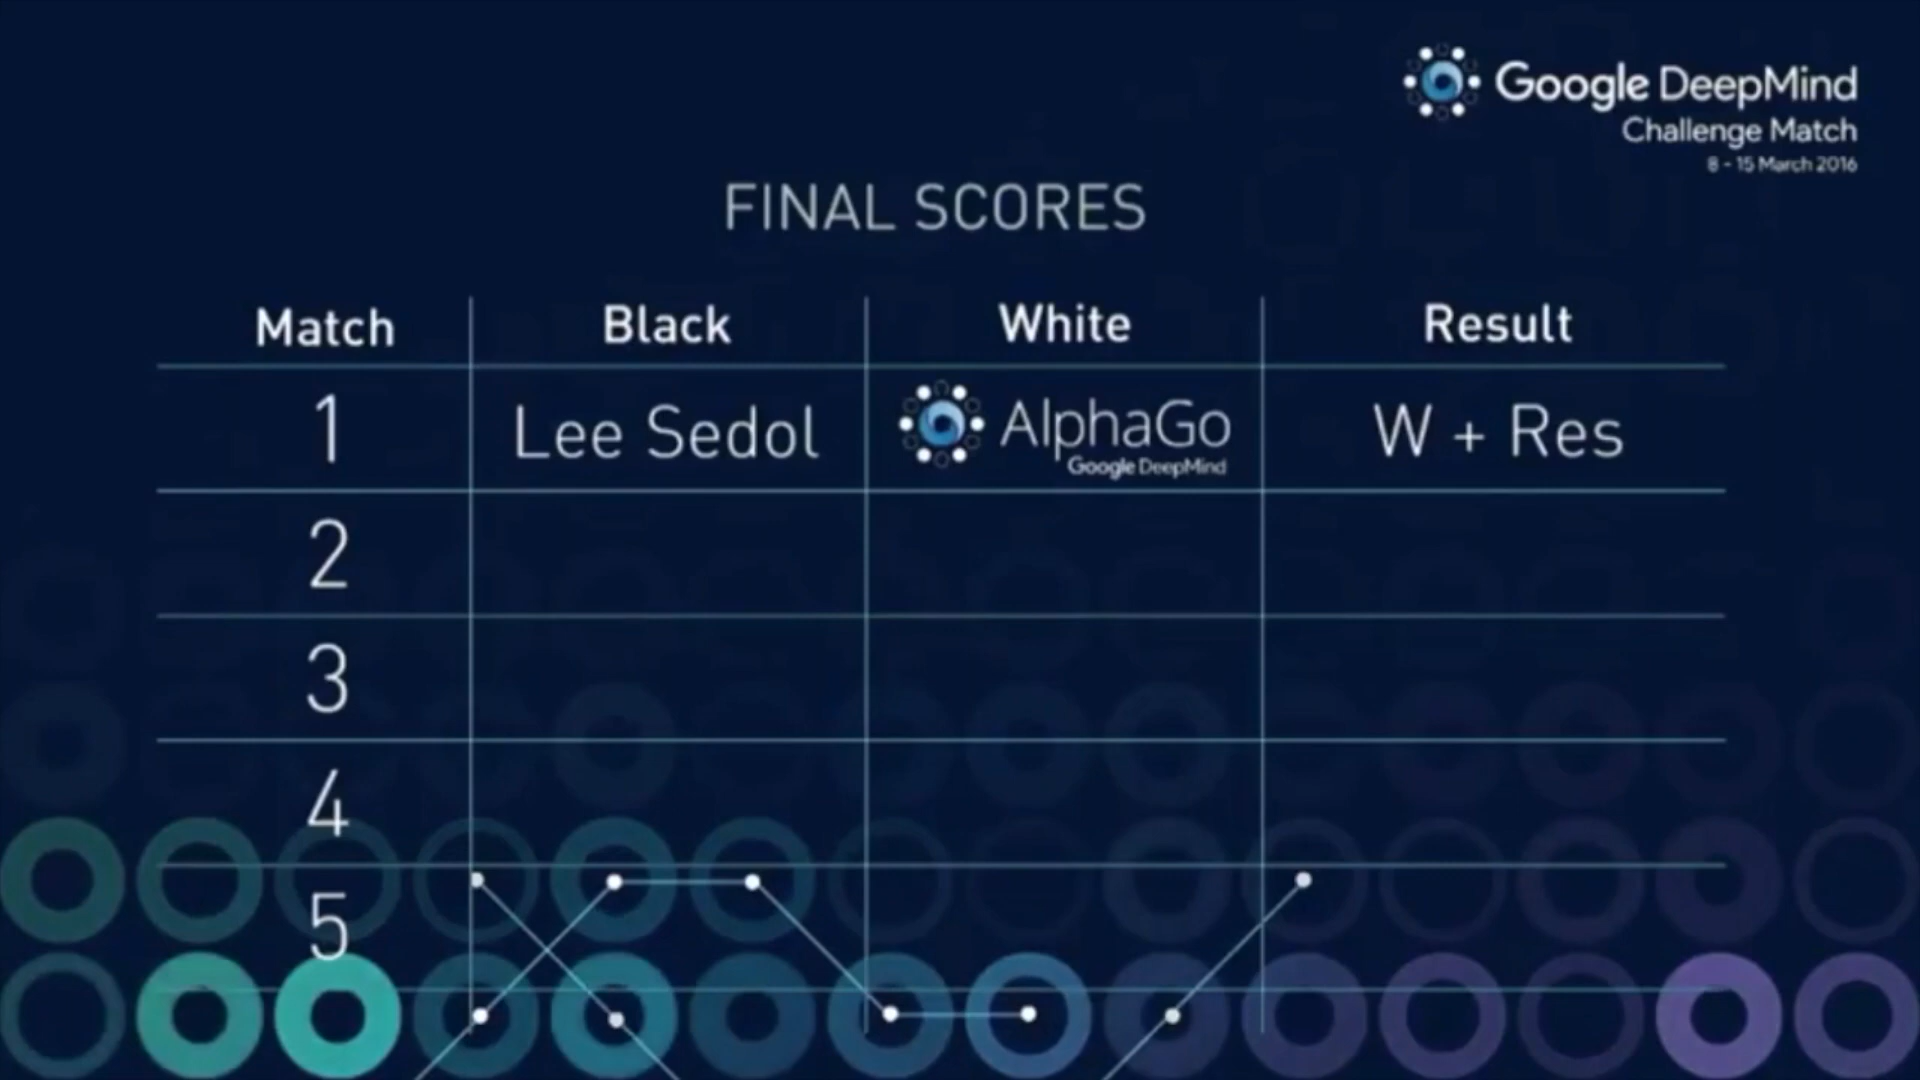 Google DeepMind
Challenge Match
8 - 15 March 2016
FINAL SCORES
Match Black White Result
1 Lee Sedol AlphaGo W + Res
Google DeepMind
2
3
4
5